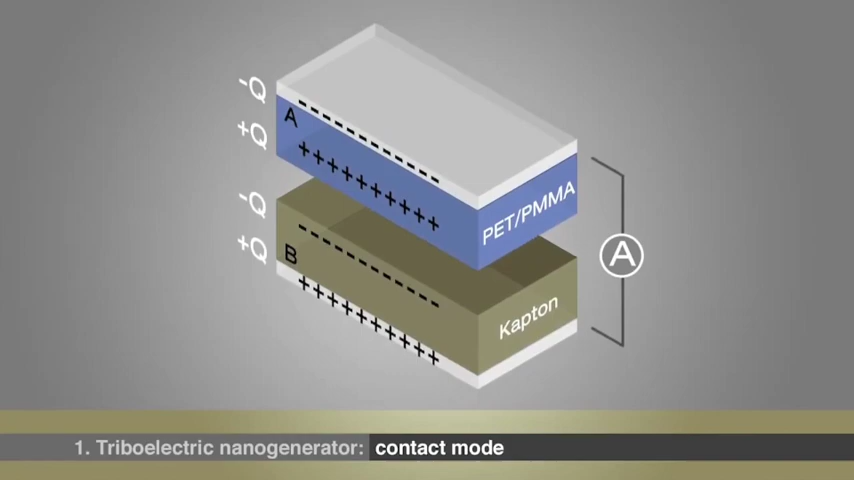 -Q
A
+Q
PET/PMMA
-Q
+Q
B
A
Kapton
1. Triboelectric nanogenerator: contact mode